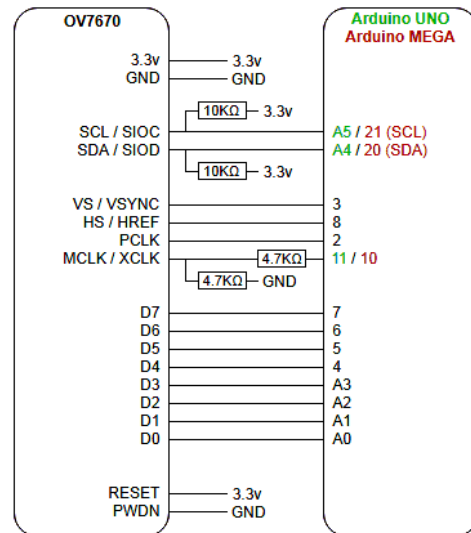 OV7670
Arduino UNO
Arduino MEGA
3.3v 3.3v
GND GND
10KΩ 3.3v
SCL / SIOC A5 / 21 (SCL)
SDA / SIOD A4 / 20 (SDA)
10KΩ 3.3v
VS / VSYNC 3
HS / HREF 8
PCLK 2
MCLK / XCLK 4.7KΩ 11 / 10
4.7KΩ GND
D7 7
D6 6
D5 5
D4 4
D3 A3
D2 A2
D1 A1
D0 A0
RESET 3.3v
PWDN GND